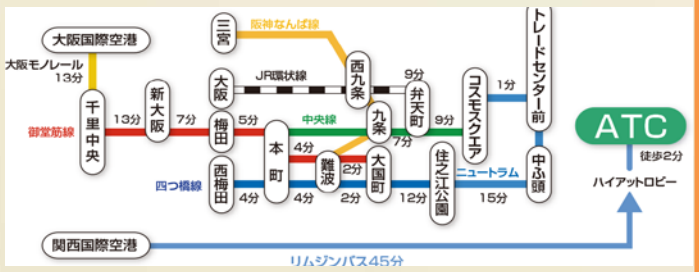 三宮
阪神なんば線
大阪国際空港
大阪モノレール
13分
千里中央
新大阪
大阪
JR環状線
西九条
9分
弁天町
コスモスクエア
1分
トレードセンター前
御堂筋線
13分
7分
梅田
5分
中央線
九条
7分
9分
ATC
徒歩2分
本町
4分
難波
2分
大国町
住之江公園
ニュートラム
中ふ頭
ハイアットロビー
四つ橋線
西梅田
4分
4分
2分
12分
15分
関西国際空港
リムジンバス45分